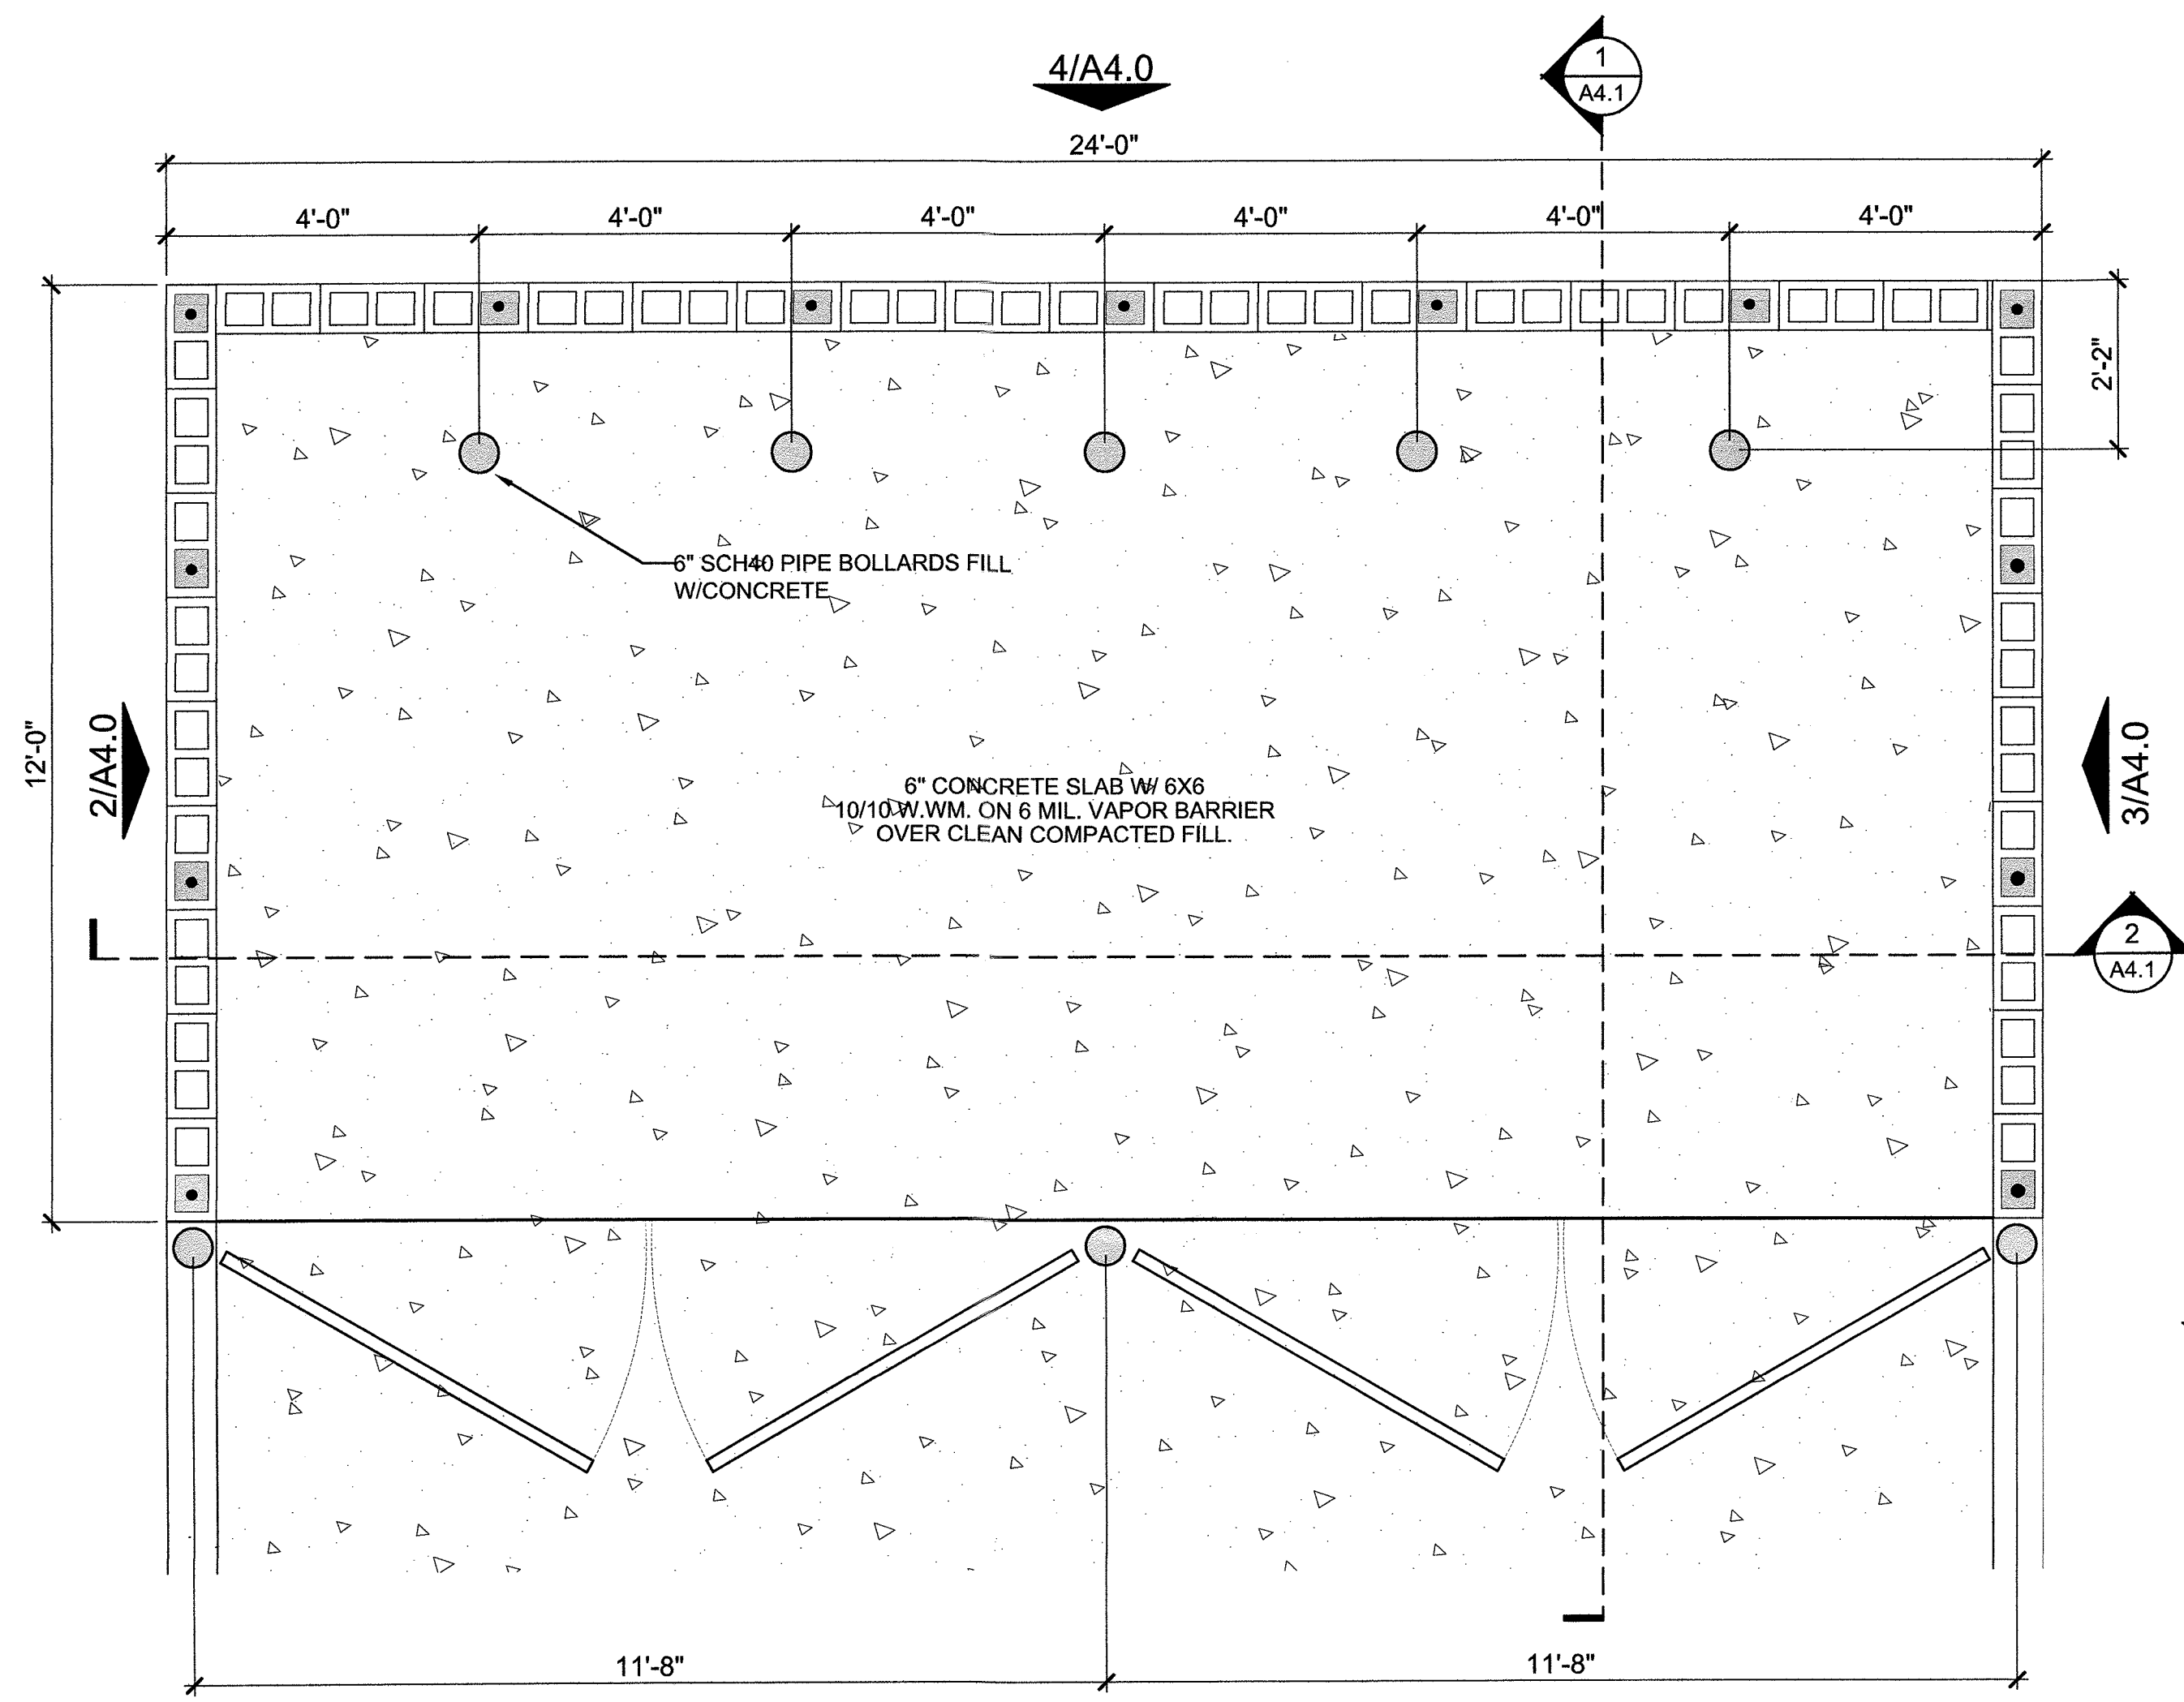 4/A4.0
1
A4.1
24'-0"
4'-0"
4'-0"
4'-0"
4'-0"
4'-0"
4'-0"
2'-2"
12'-0"
6" SCH40 PIPE BOLLARDS FILL
W/CONCRETE
2/A4.0
3/A4.0
6" CONCRETE SLAB W/ 6X6
10/10 W.WM. ON 6 MIL. VAPOR BARRIER
OVER CLEAN COMPACTED FILL.
2
A4.1
11'-8"
11'-8"